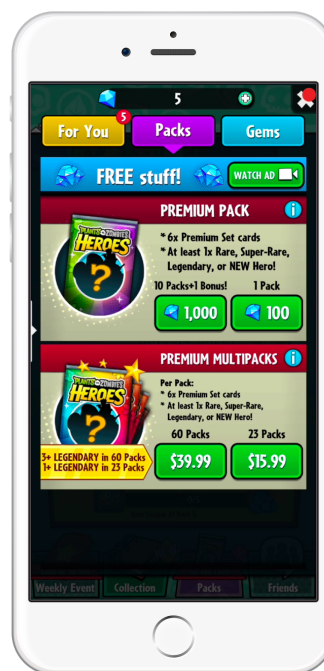 5
5
For You
Packs
Gems
FREE stuff!
WATCH AD
PREMIUM PACK
i
PLANTS VS ZOMBIES
HEROES
?
* 6x Premium Set cards
* At least 1x Rare, Super-Rare,
Legendary, or NEW Hero!
10 Packs+1 Bonus!
1 Pack
1,000
100
PREMIUM MULTIPACKS
i
PLANTS VS ZOMBIES
HEROES
?
Per Pack:
* 6x Premium Set cards
* At least 1x Rare, Super-Rare,
Legendary, or NEW Hero!
60 Packs
23 Packs
3+ LEGENDARY in 60 Packs
1+ LEGENDARY in 23 Packs
$39.99
$15.99
Weekly Event
Collection
Packs
Friends